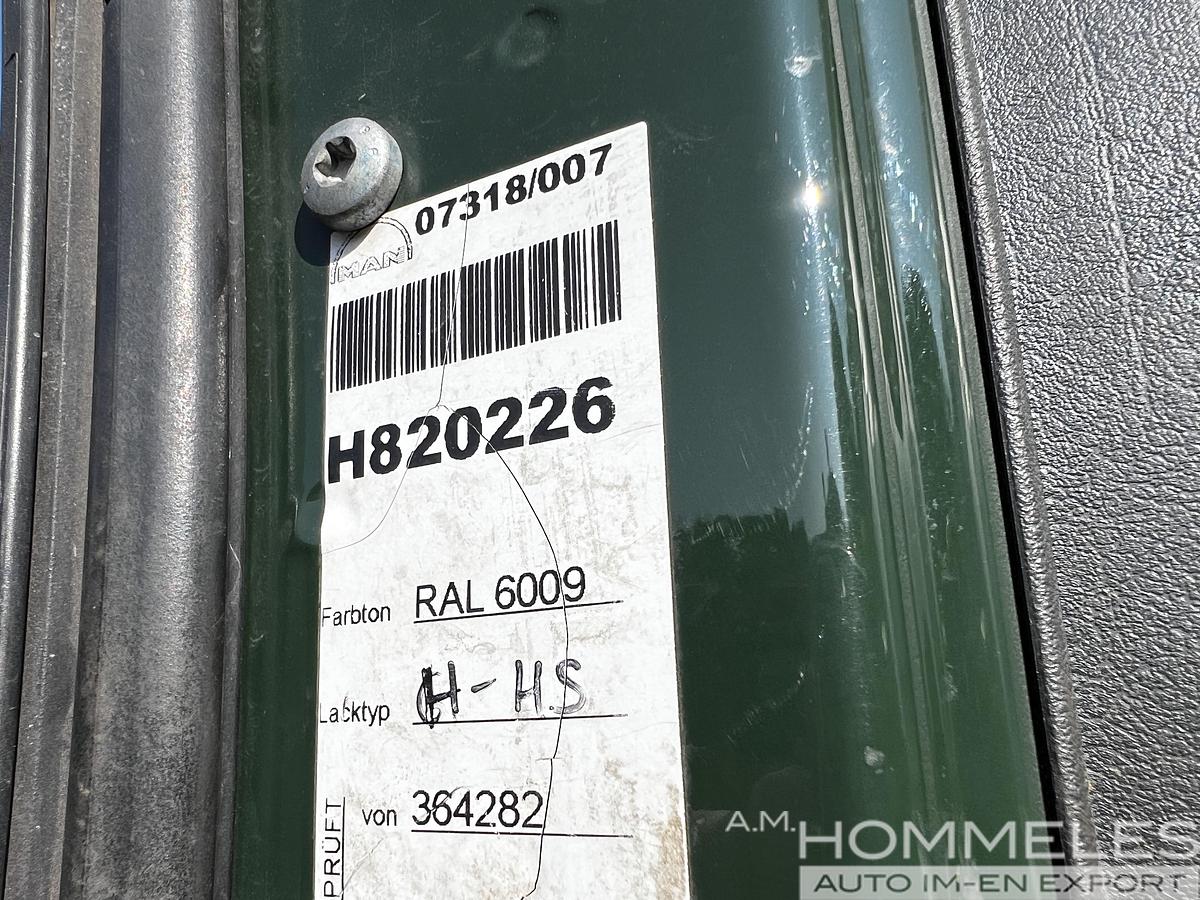 07318/007
MAN
H820226
Farbton RAL 6009
Lacktyp H-HS
von 364282
PRÜFT
A.M. HOMMELES
AUTO IM-EN EXPORT